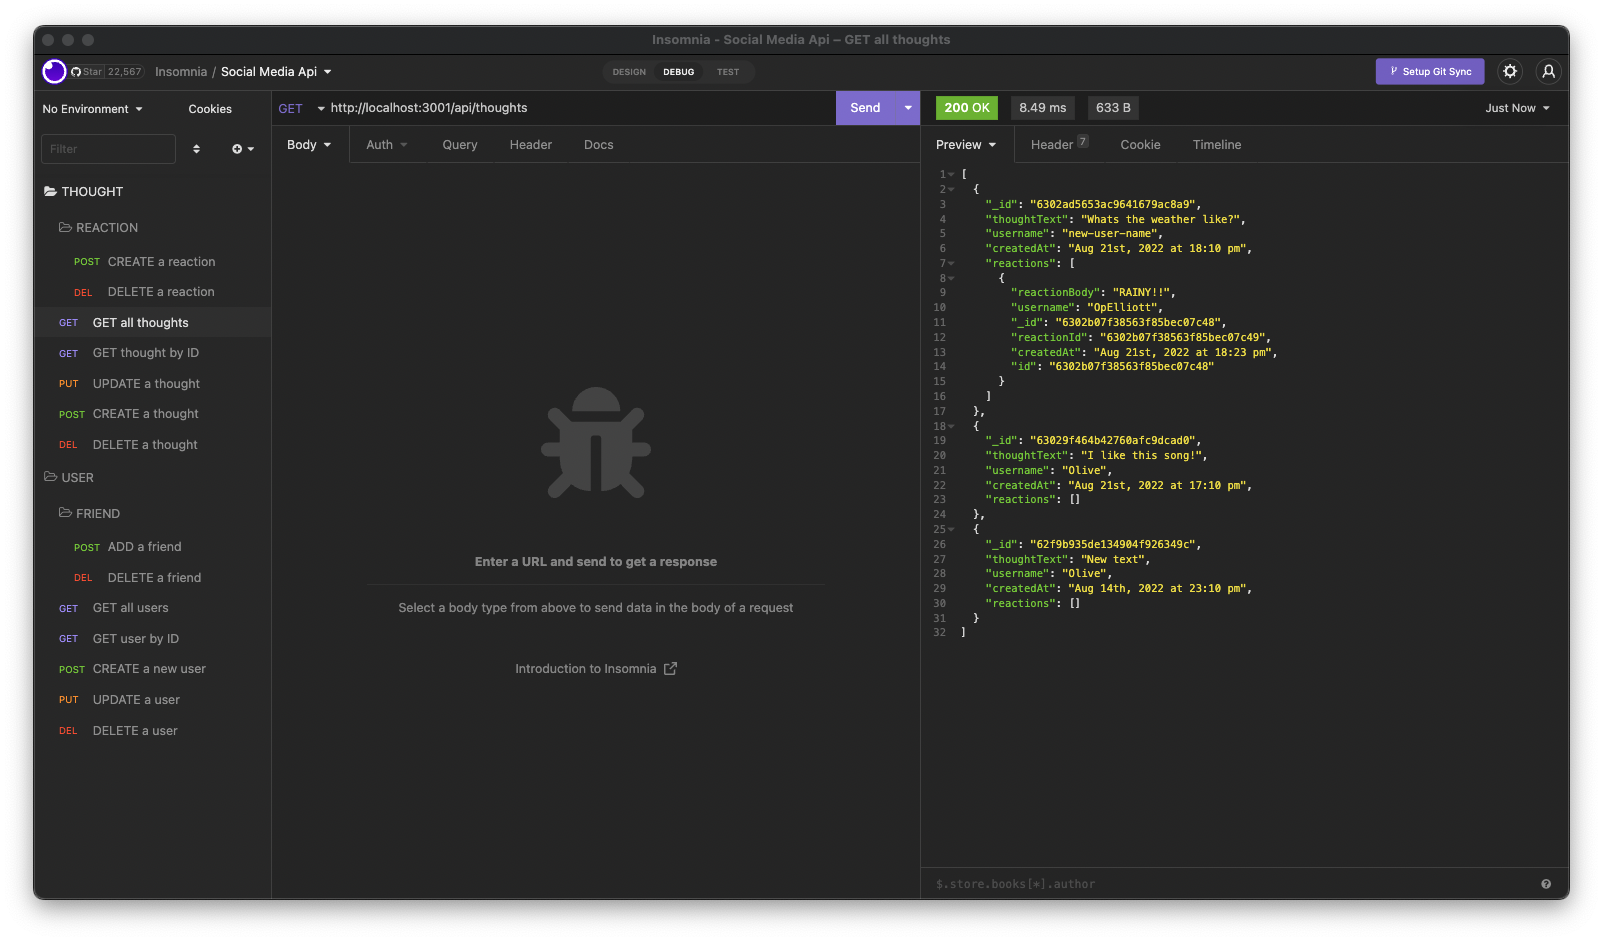 Insomnia - Social Media Api – GET all thoughts
Star 22,567 Insomnia / Social Media Api
DESIGN DEBUG TEST
Setup Git Sync
No Environment Cookies
GET http://localhost:3001/api/thoughts Send
200 OK 8.49 ms 633 B Just Now
Filter
Body Auth Query Header Docs
Preview Header 7 Cookie Timeline
THOUGHT
REACTION
POST CREATE a reaction
DEL DELETE a reaction
GET GET all thoughts
GET GET thought by ID
PUT UPDATE a thought
POST CREATE a thought
DEL DELETE a thought
USER
FRIEND
POST ADD a friend
DEL DELETE a friend
GET GET all users
GET GET user by ID
POST CREATE a new user
PUT UPDATE a user
DEL DELETE a user
Enter a URL and send to get a response
Select a body type from above to send data in the body of a request
Introduction to Insomnia
1 [
2 {
3 "_id": "6302ad5653ac9641679ac8a9",
4 "thoughtText": "Whats the weather like?",
5 "username": "new-user-name",
6 "createdAt": "Aug 21st, 2022 at 18:10 pm",
7 "reactions": [
8 {
9 "reactionBody": "RAINY!!",
10 "username": "OpElliott",
11 "_id": "6302b07f38563f85bec07c48",
12 "reactionId": "6302b07f38563f85bec07c49",
13 "createdAt": "Aug 21st, 2022 at 18:23 pm",
14 "id": "6302b07f38563f85bec07c48"
15 }
16 ]
17 },
18 {
19 "_id": "63029f464b42760afc9dcad0",
20 "thoughtText": "I like this song!",
21 "username": "Olive",
22 "createdAt": "Aug 21st, 2022 at 17:10 pm",
23 "reactions": []
24 },
25 {
26 "_id": "62f9b935de134904f926349c",
27 "thoughtText": "New text",
28 "username": "Olive",
29 "createdAt": "Aug 14th, 2022 at 23:10 pm",
30 "reactions": []
31 }
32 ]
$.store.books[*].author